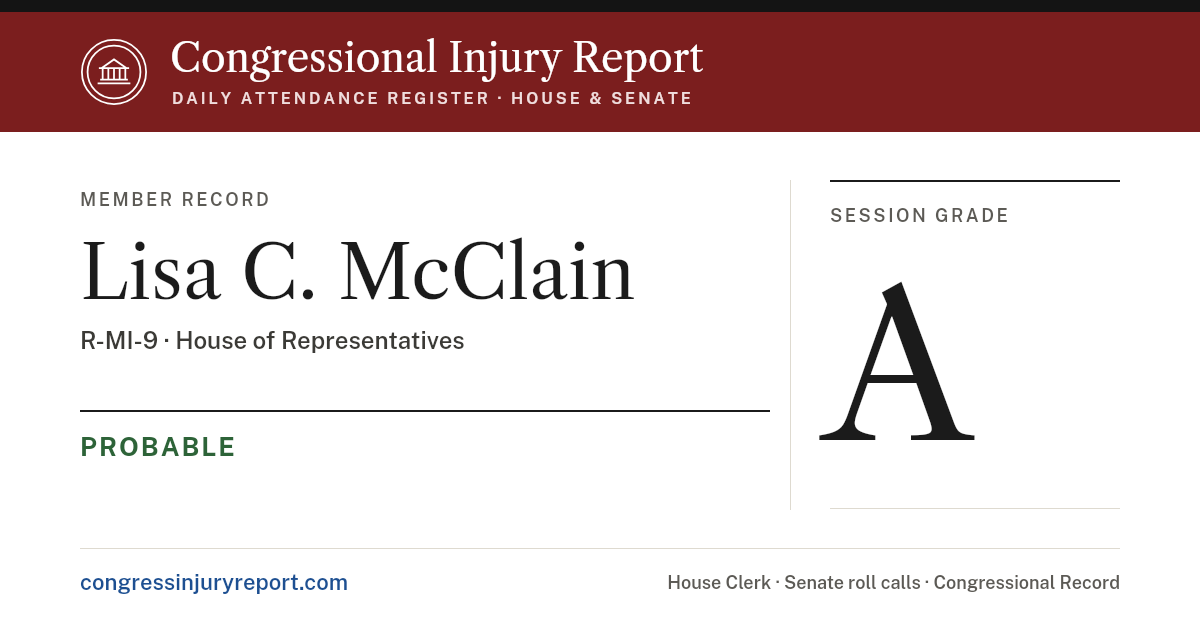 Congressional Injury Report
DAILY ATTENDANCE REGISTER · HOUSE & SENATE
MEMBER RECORD
Lisa C. McClain
R-MI-9 · House of Representatives
PROBABLE
SESSION GRADE
A
congressinjuryreport.com
House Clerk · Senate roll calls · Congressional Record